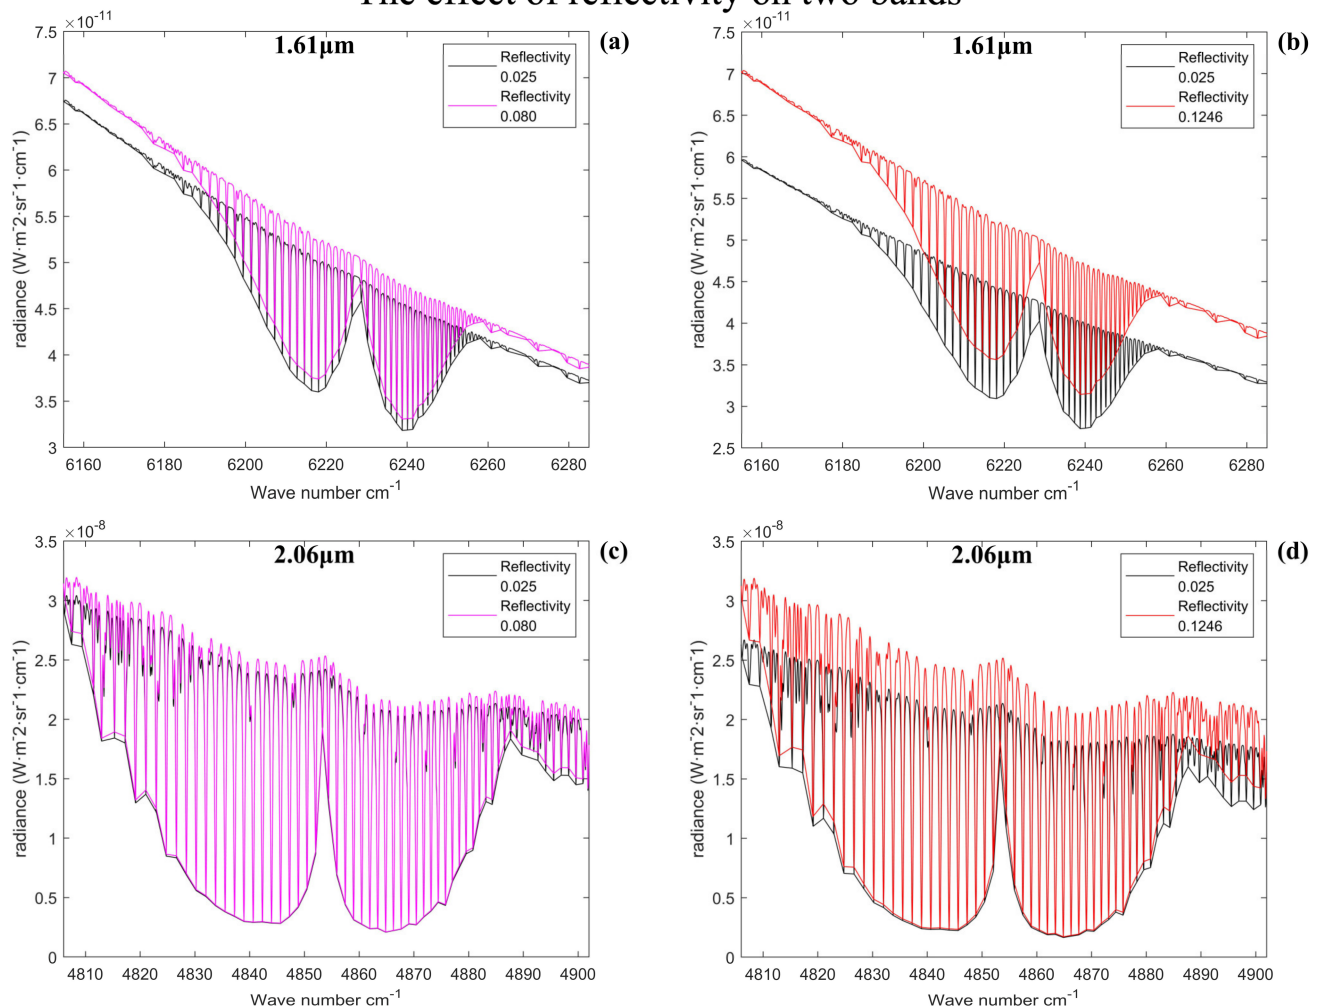 The effect of reflectivity on two bands
×10⁻¹¹
1.61μm
(a)
Reflectivity
0.025
Reflectivity
0.080
7.5
7
6.5
6
5.5
5
4.5
4
3.5
3
radiance (W·m⁻2·sr⁻1·cm⁻1)
6160 6180 6200 6220 6240 6260 6280
Wave number cm⁻¹
×10⁻¹¹
1.61μm
(b)
Reflectivity
0.025
Reflectivity
0.1246
7.5
7
6.5
6
5.5
5
4.5
4
3.5
3
2.5
radiance (W·m⁻2·sr⁻1·cm⁻1)
6160 6180 6200 6220 6240 6260 6280
Wave number cm⁻¹
×10⁻⁸
2.06μm
(c)
Reflectivity
0.025
Reflectivity
0.080
3.5
3
2.5
2
1.5
1
0.5
0
radiance (W·m⁻2·sr⁻1·cm⁻1)
4810 4820 4830 4840 4850 4860 4870 4880 4890 4900
Wave number cm⁻¹
×10⁻⁸
2.06μm
(d)
Reflectivity
0.025
Reflectivity
0.1246
3.5
3
2.5
2
1.5
1
0.5
0
radiance (W·m⁻2·sr⁻1·cm⁻1)
4810 4820 4830 4840 4850 4860 4870 4880 4890 4900
Wave number cm⁻¹